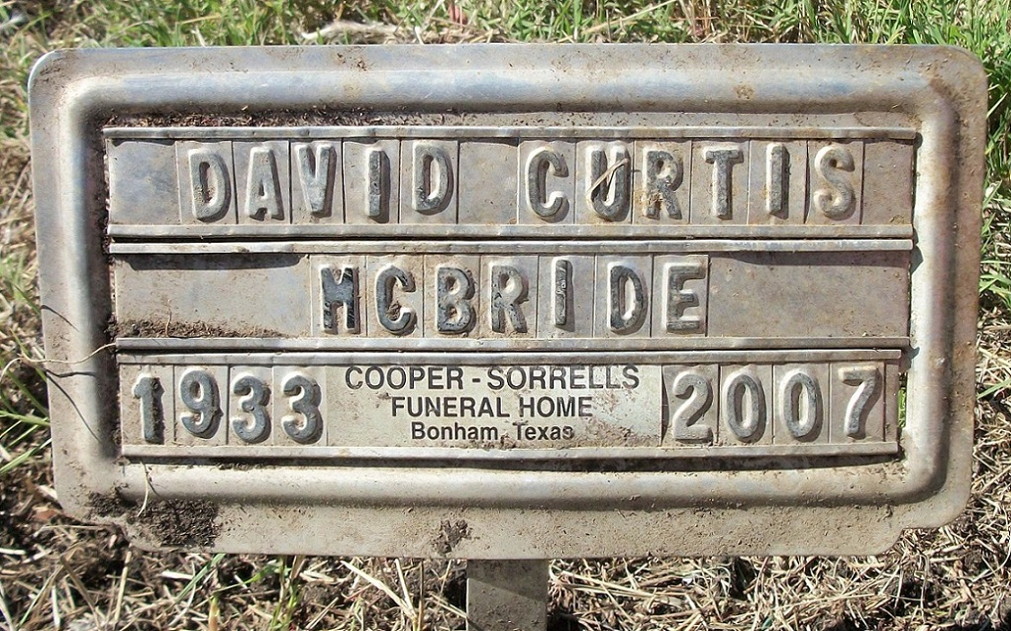 DAVID CURTIS
MCBRIDE
1933 COOPER - SORRELLS 2007
FUNERAL HOME
Bonham, Texas